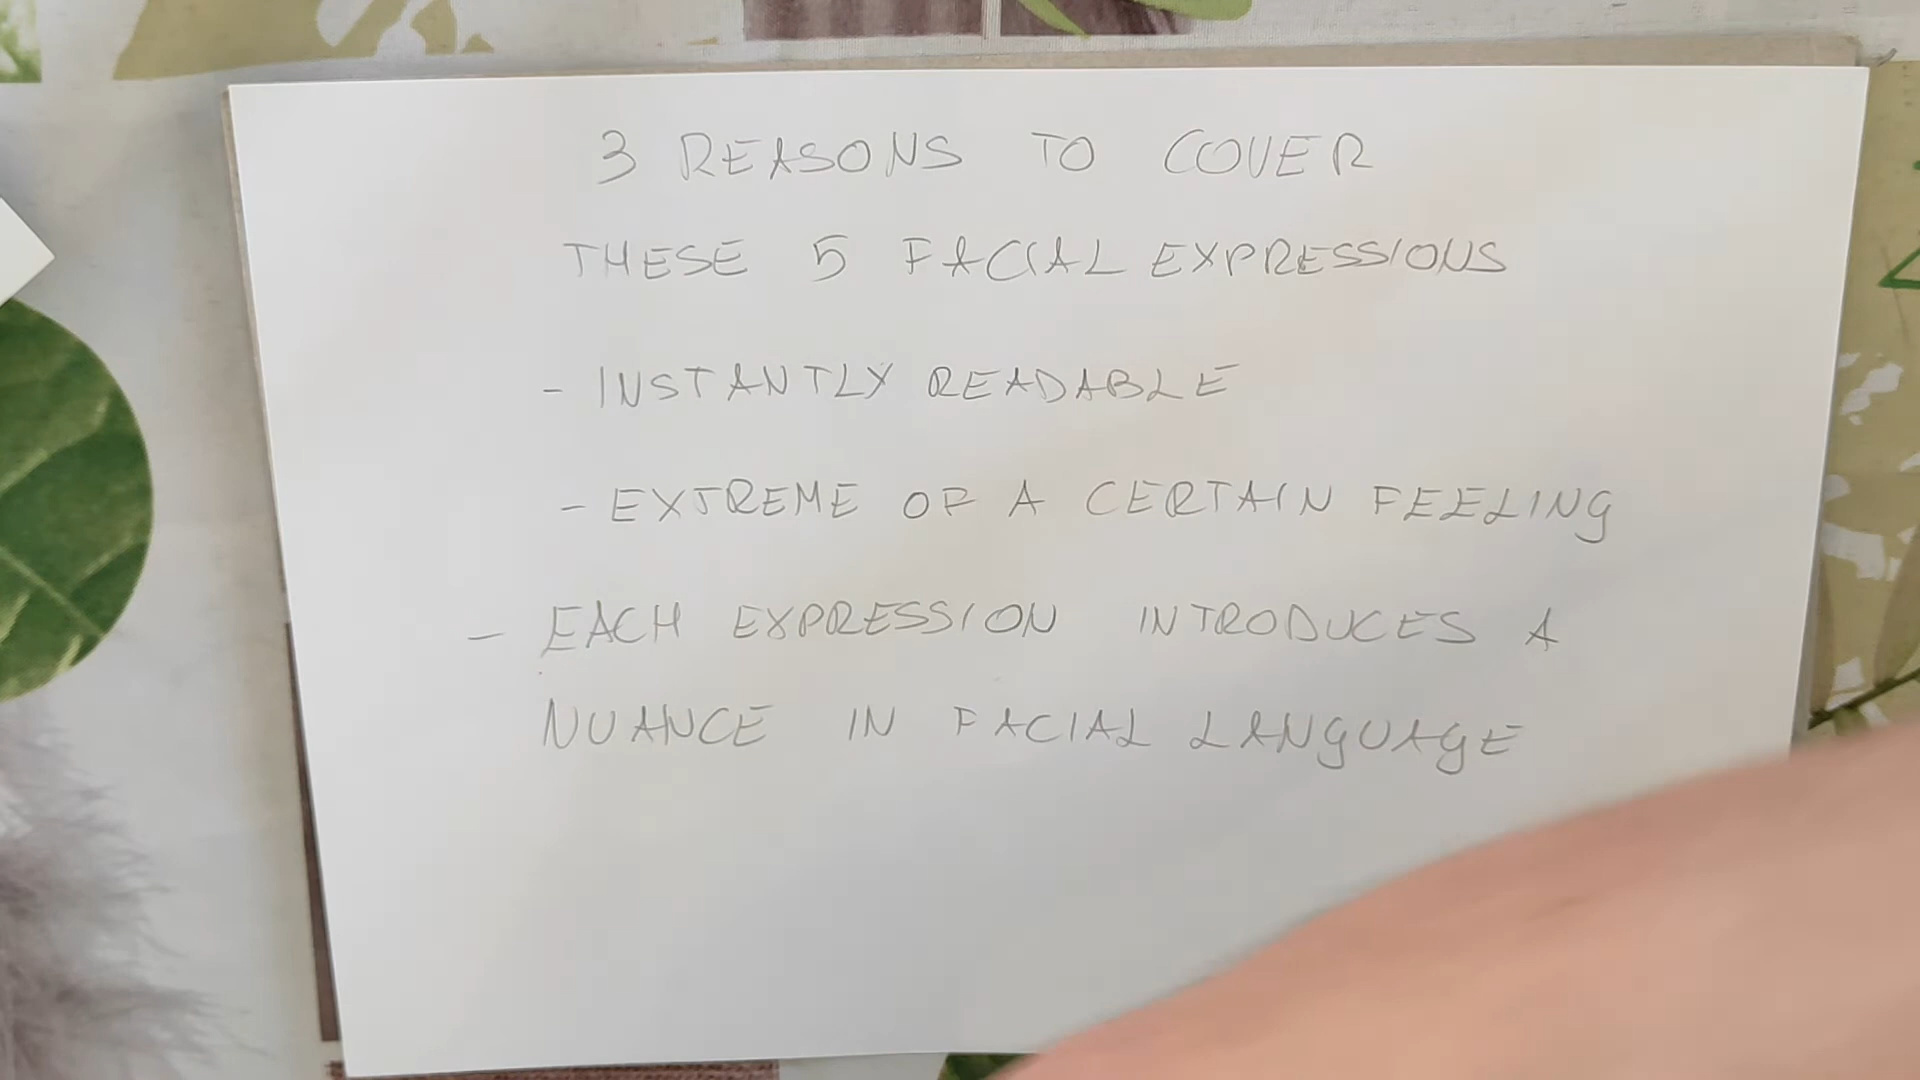 3 REASONS TO COVER
THESE 5 FACIAL EXPRESSIONS
- INSTANTLY READABLE
- EXTREME OF A CERTAIN FEELING
- EACH EXPRESSION INTRODUCES A
NUANCE IN FACIAL LANGUAGE